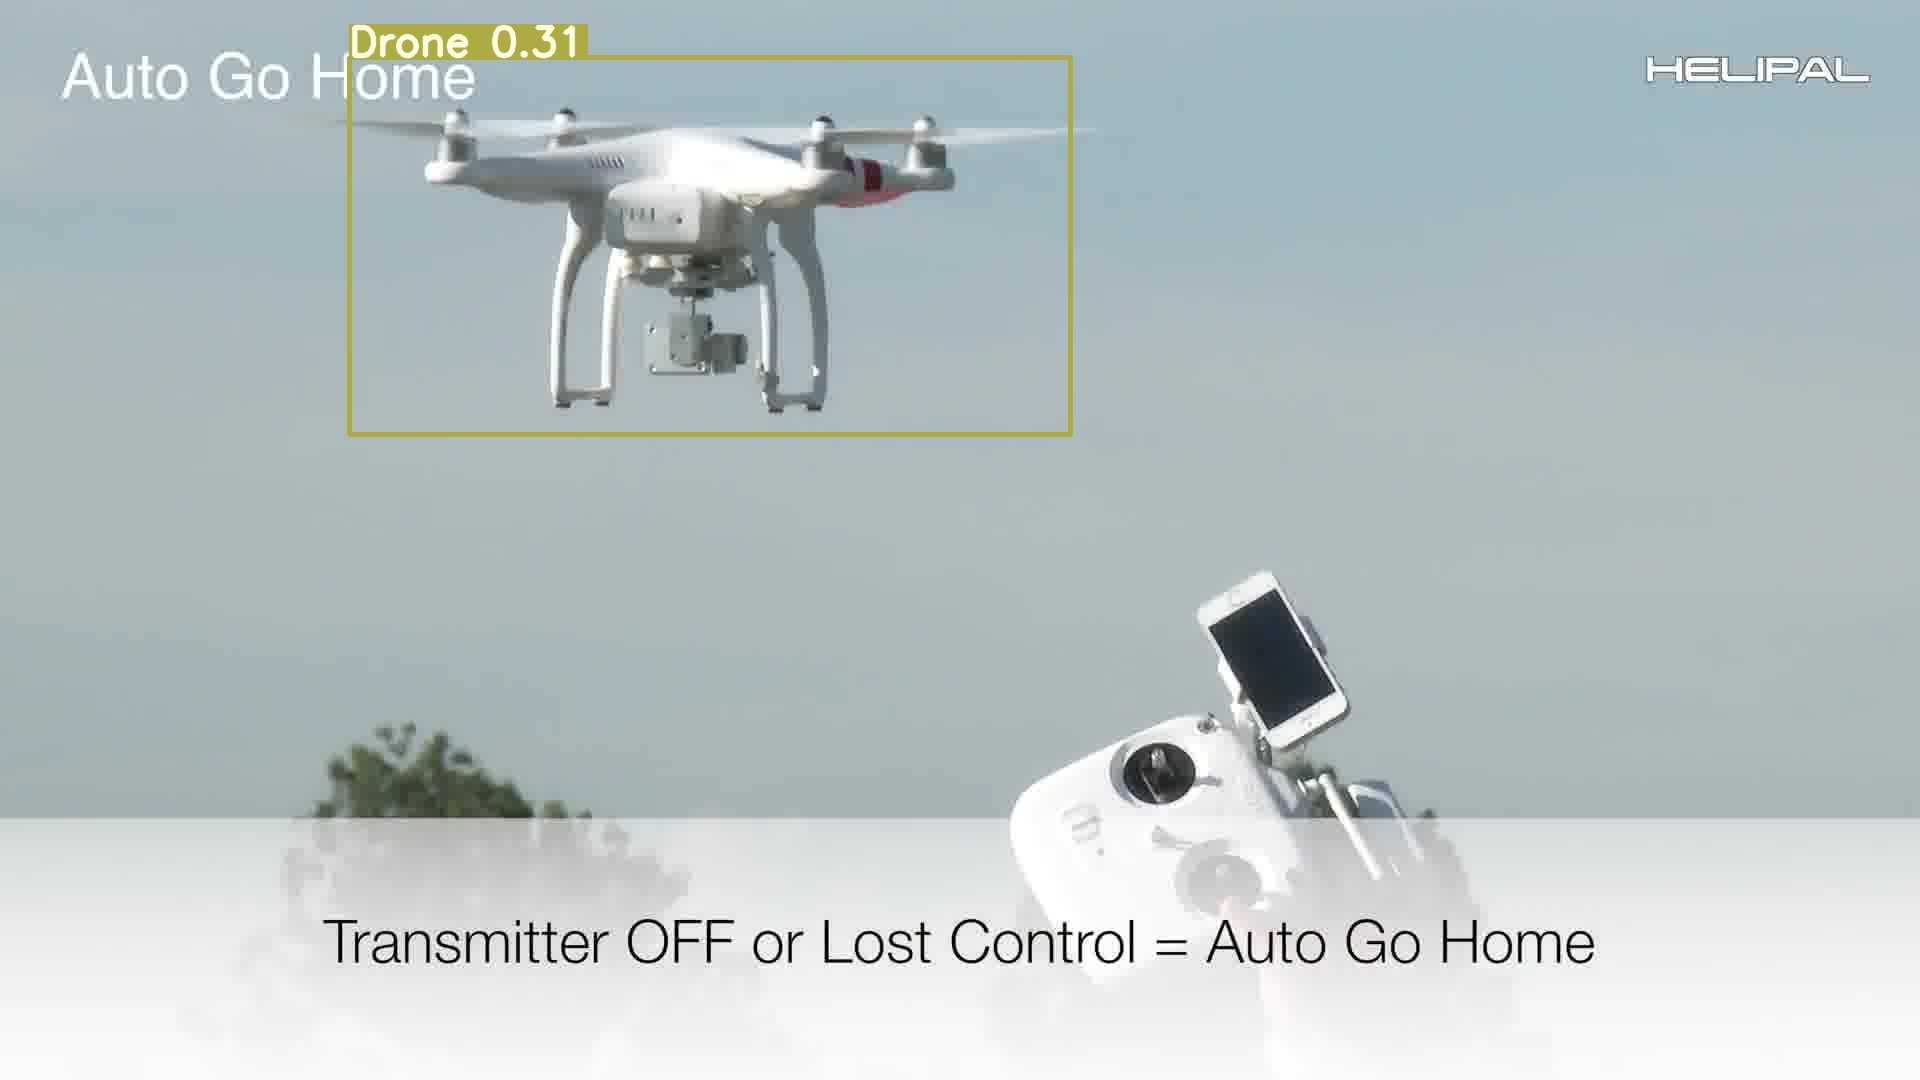 Drone 0.31
Auto Go Home
HELIPAL
Transmitter OFF or Lost Control = Auto Go Home